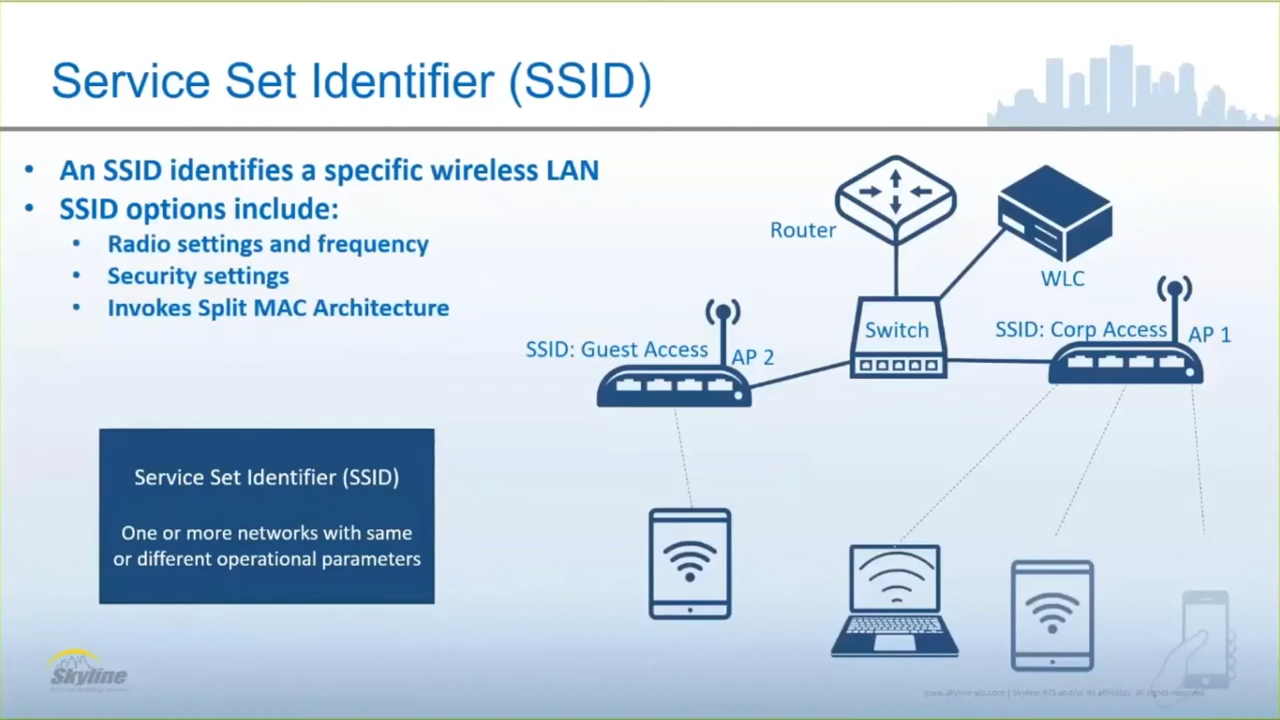 Service Set Identifier (SSID)
• An SSID identifies a specific wireless LAN
• SSID options include:
• Radio settings and frequency
• Security settings
• Invokes Split MAC Architecture
Router
WLC
Switch
SSID: Guest Access
AP 2
SSID: Corp Access
AP 1
Service Set Identifier (SSID)
One or more networks with same
or different operational parameters
Skyline